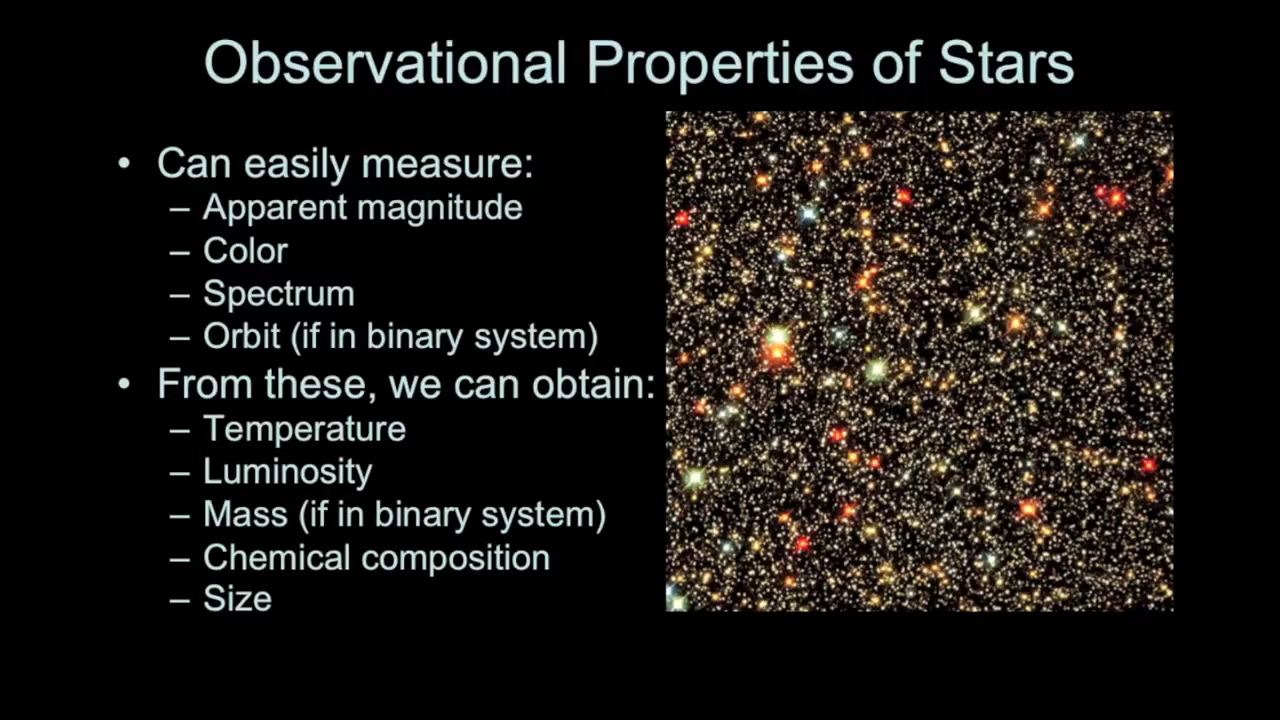 Observational Properties of Stars
• Can easily measure:
– Apparent magnitude
– Color
– Spectrum
– Orbit (if in binary system)
• From these, we can obtain:
– Temperature
– Luminosity
– Mass (if in binary system)
– Chemical composition
– Size